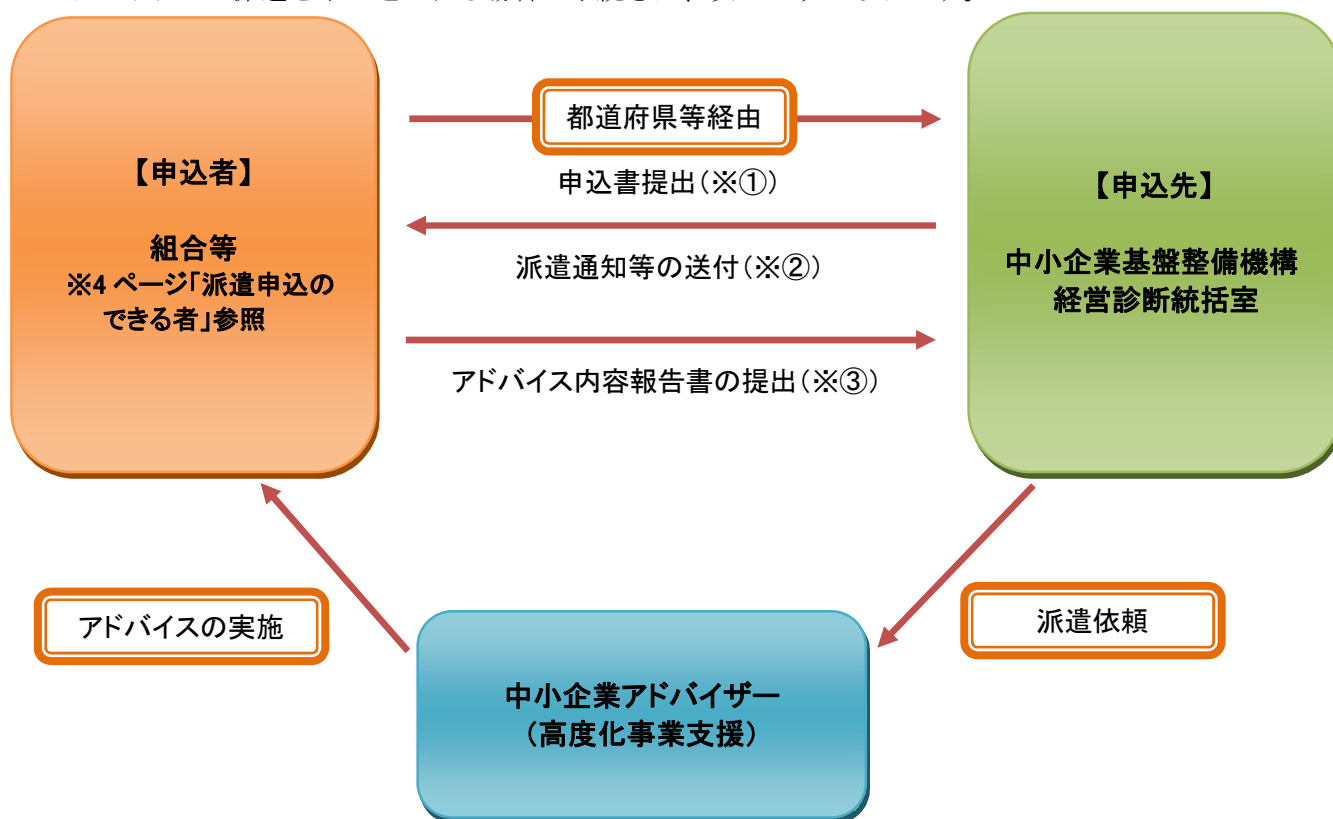 【申込者】
組合等
※4 ページ「派遣申込の
できる者」参照
都道府県等経由
申込書提出(※①)
派遣通知等の送付(※②)
アドバイス内容報告書の提出(※③)
【申込先】
中小企業基盤整備機構
経営診断統括室
アドバイスの実施
派遣依頼
中小企業アドバイザー
(高度化事業支援)